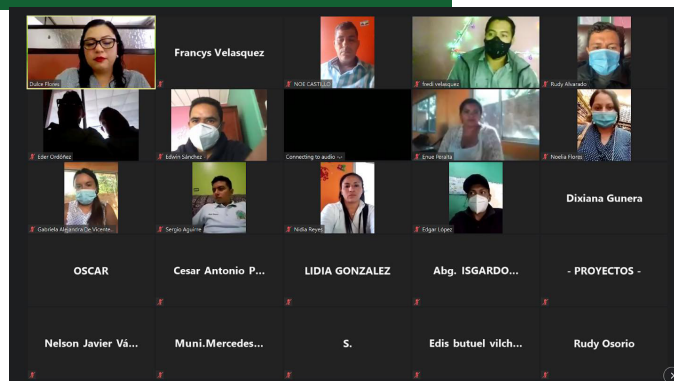 Dulce Flores
Francys Velasquez
NOE CASTILLO
fredi velasquez
Rudy Alvarado
Eder Ordóñez
Edwin Sánchez
Connecting to audio
Enue Peralta
Noelia Flores
Gabriela Alejandra De Vicente...
Sergio Aguirre
Nidia Reyes
Edgar López
Dixiana Gunera
OSCAR
Cesar Antonio P...
LIDIA GONZALEZ
Abg. ISGARDO...
- PROYECTOS -
Nelson Javier Vá...
Muni.Mercedes...
S.
Edis butuel vilch...
Rudy Osorio